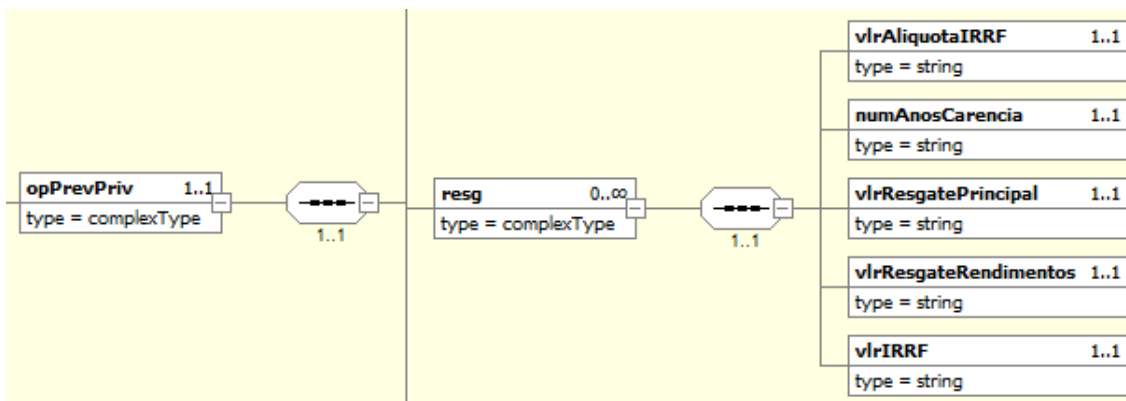 opPrevPriv 1..1
type = complexType
1..1
resg 0..∞
type = complexType
1..1
vlrAliquotaIRRF 1..1
type = string
numAnosCarencia 1..1
type = string
vlrResgatePrincipal 1..1
type = string
vlrResgateRendimentos 1..1
type = string
vlrIRRF 1..1
type = string